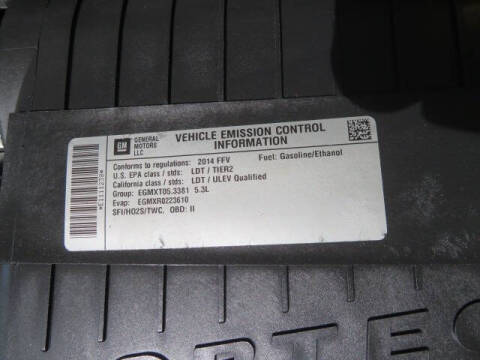 GM
GENERAL MOTORS LLC
VEHICLE EMISSION CONTROL INFORMATION
Conforms to regulations: 2014 FFV Fuel: Gasoline/Ethanol
U.S. EPA class / stds: LDT / TIER2
California class / stds: LDT / ULEV Qualified
Group: EGMXT05.3381 5.3L
Evap: EGMXR0223610
SFI/HO2S/TWC, OBD: II